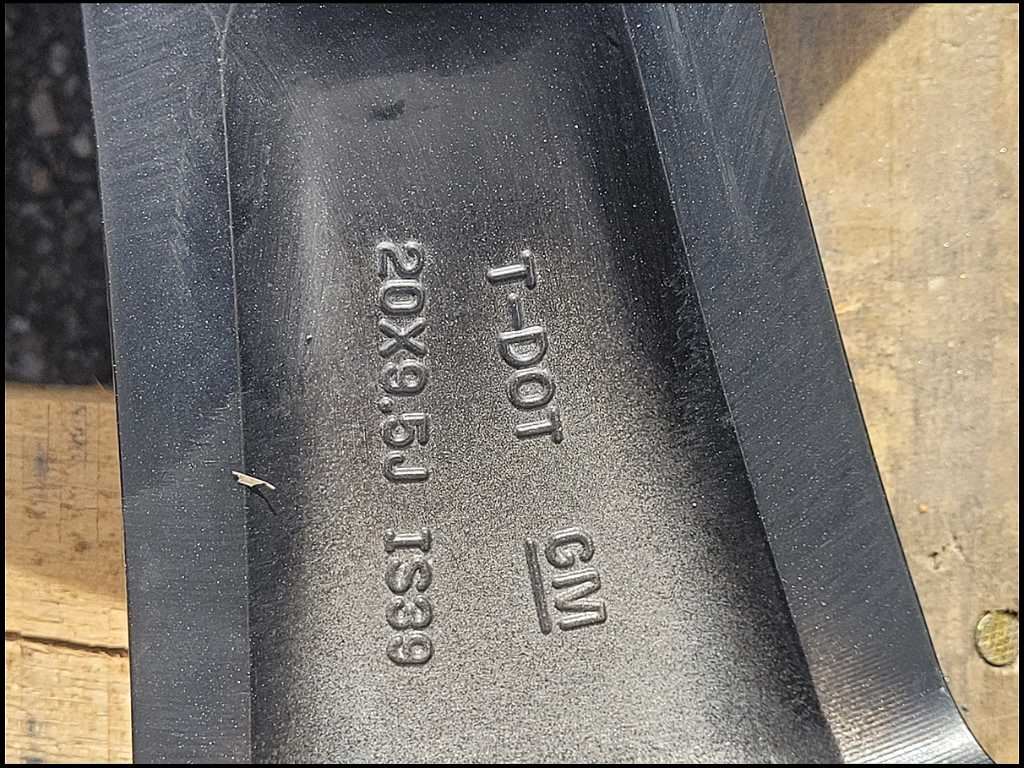 T-DOT GM
20X9.5J IS39